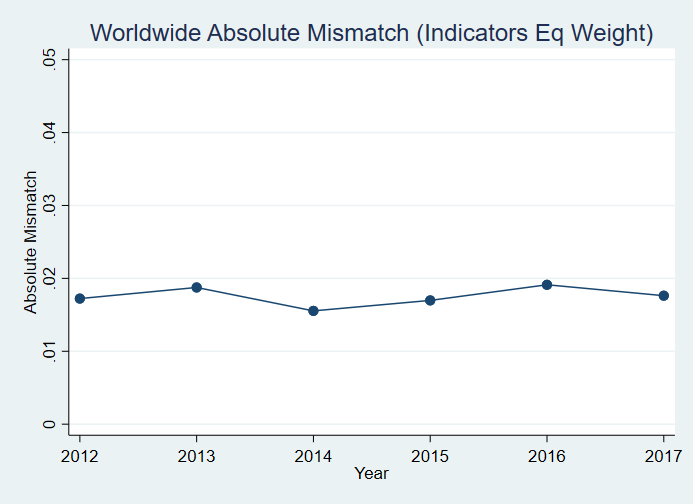 Worldwide Absolute Mismatch (Indicators Eq Weight)
Absolute Mismatch
.05
.04
.03
.02
.01
0
2012 2013 2014 2015 2016 2017
Year